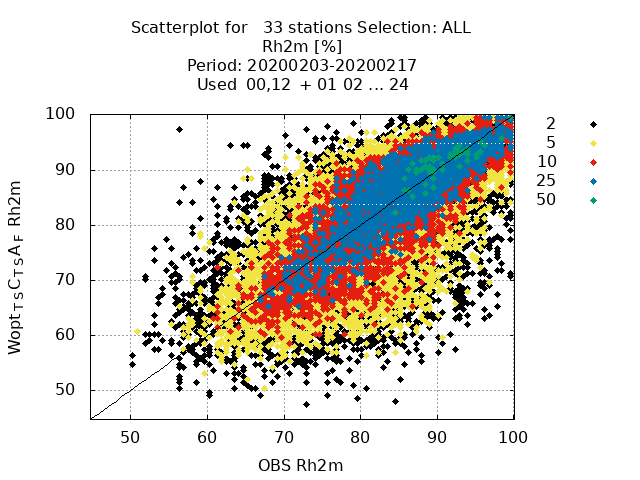 Scatterplot for   33 stations Selection: ALL
Rh2m [%]
Period: 20200203-20200217
Used  00,12  + 01 02 ... 24
100
90
80
70
60
50
50
60
70
80
90
100
Wopt T S C T S A F Rh2m
OBS Rh2m
2
5
10
25
50